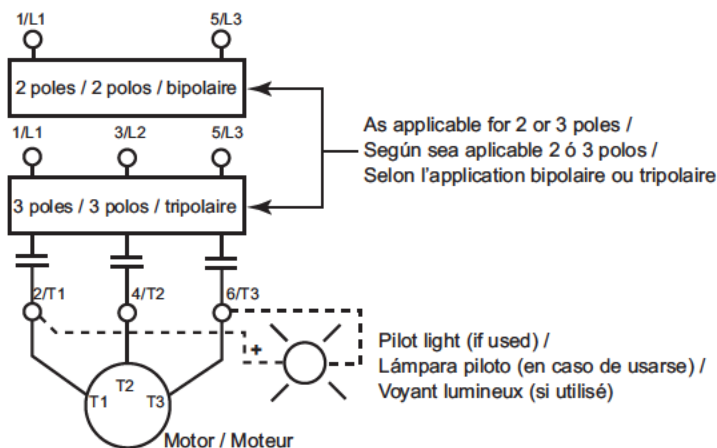 1/L1 5/L3
2 poles / 2 polos / bipolaire
1/L1 3/L2 5/L3
As applicable for 2 or 3 poles /
Según sea aplicable 2 ó 3 polos /
Selon l'application bipolaire ou tripolaire
3 poles / 3 polos / tripolaire
2/T1 4/T2 6/T3
+
Pilot light (if used) /
Lámpara piloto (en caso de usarse) /
Voyant lumineux (si utilisé)
T1 T2 T3
Motor / Moteur